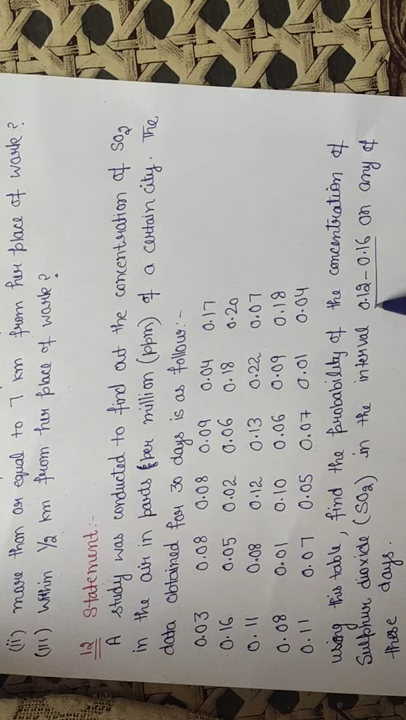 (ii) more than or equal to 7 km from her place of work?
(iii) within 1/2 km from her place of work?
12 Statement:-
A study was conducted to find out the concentration of SO2
in the air in parts per million (ppm) of a certain city. The
data obtained for 30 days is as follow:-
0.03 0.08 0.08 0.09 0.04 0.17
0.16 0.05 0.02 0.06 0.18 0.20
0.11 0.08 0.12 0.13 0.22 0.07
0.08 0.01 0.10 0.06 0.09 0.18
0.11 0.07 0.05 0.07 0.01 0.04
using this table, find the probability of the concentration of
Sulphur dioxide (SO2) in the interval 0.12-0.16 on any of
these days.